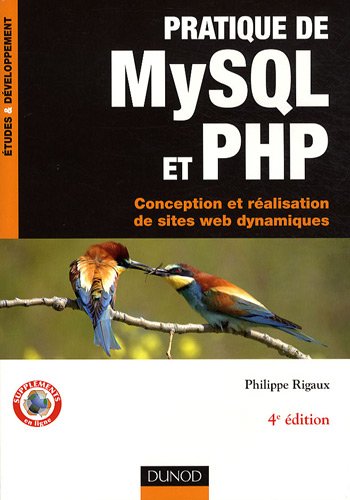 ÉTUDES & DÉVELOPPEMENT
PRATIQUE DE
MySQL
ET PHP
Conception et réalisation
de sites web dynamiques
Philippe Rigaux
4e édition
SUPPLÉMENTS
en ligne
DUNOD